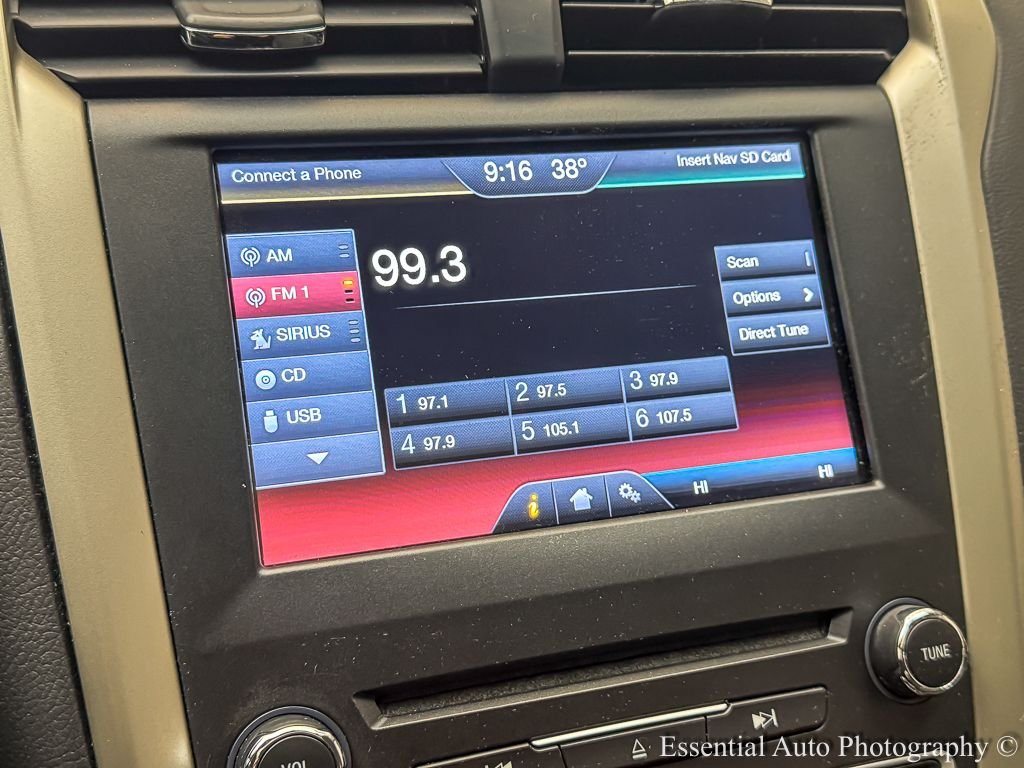 Connect a Phone 9:16 38° Insert Nav SD Card
AM
99.3
FM 1
SIRIUS
CD
USB
Scan
Options
Direct Tune
1 97.1 2 97.5 3 97.9
4 97.9 5 105.1 6 107.5
i HI HI
TUNE
VOL
Essential Auto Photography ©